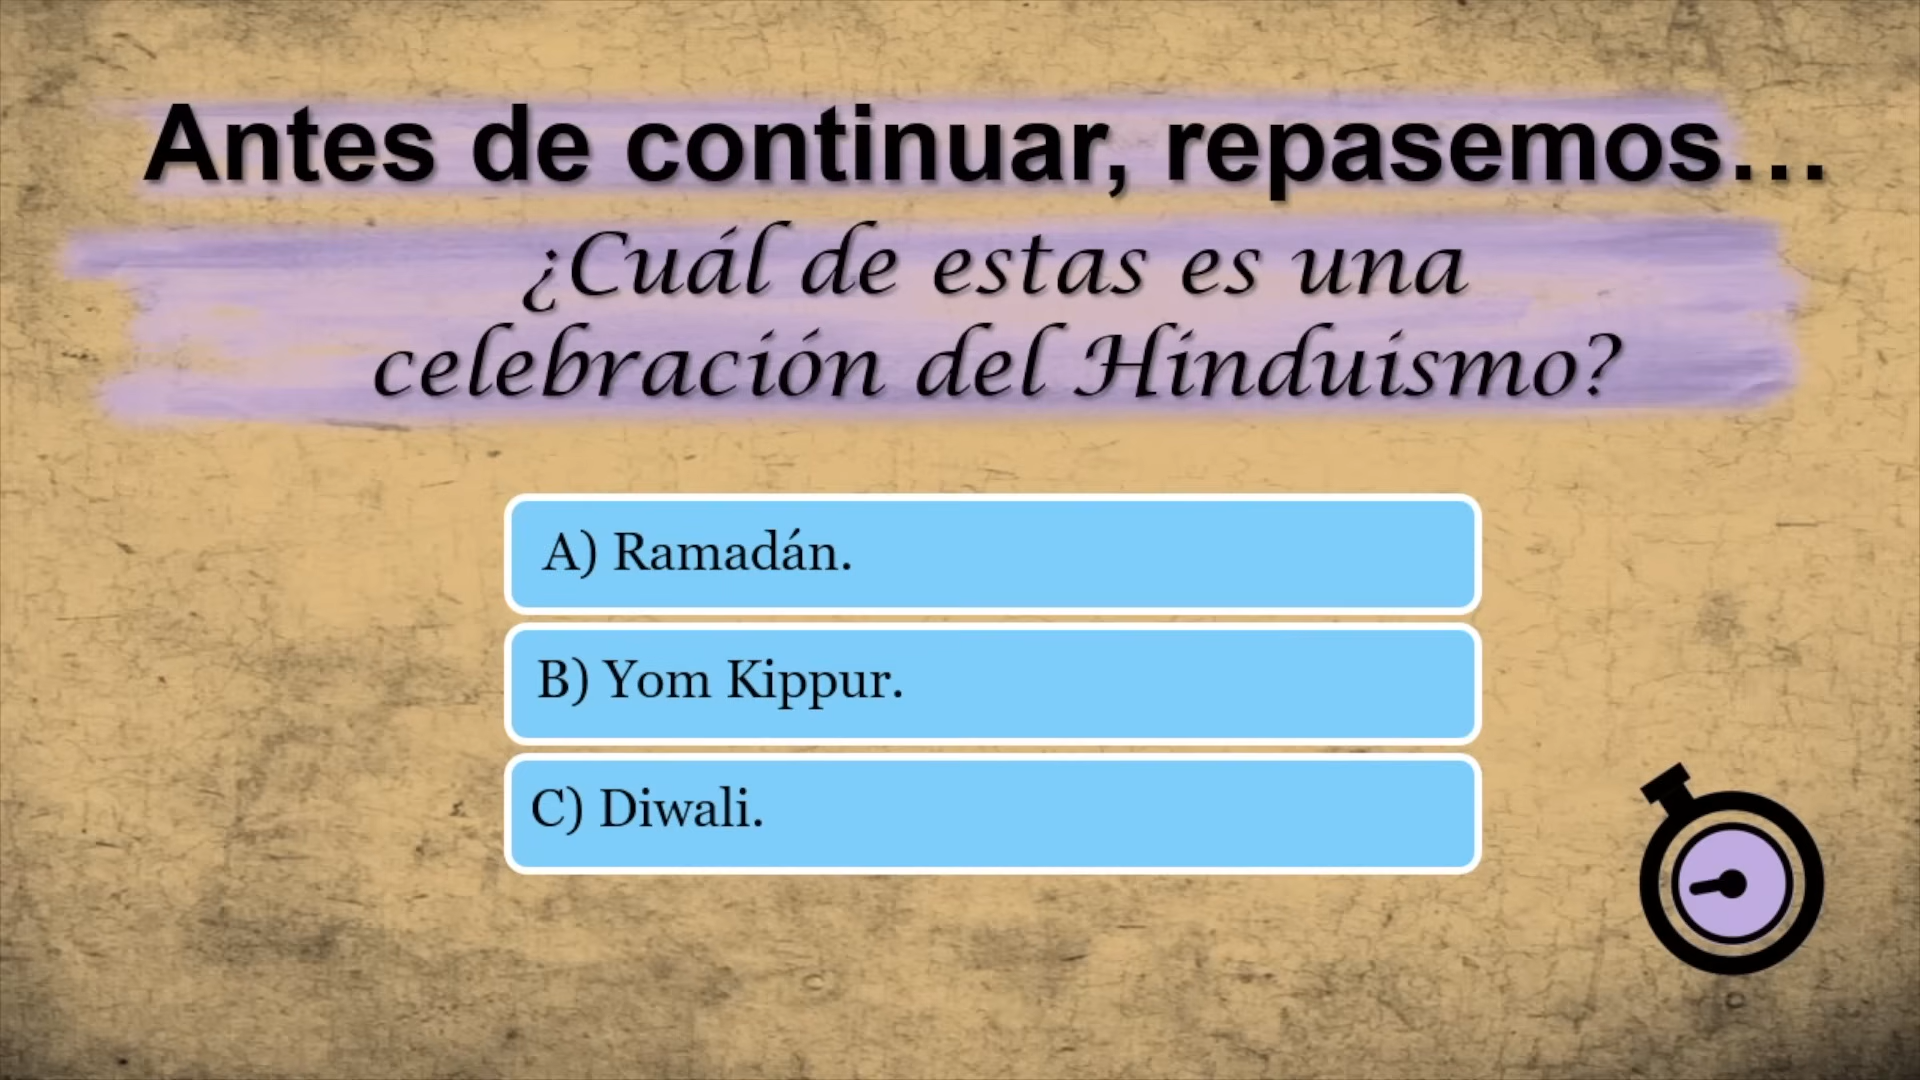 Antes de continuar, repasemos…
¿Cuál de estas es una
celebración del Hinduismo?
A) Ramadán.
B) Yom Kippur.
C) Diwali.